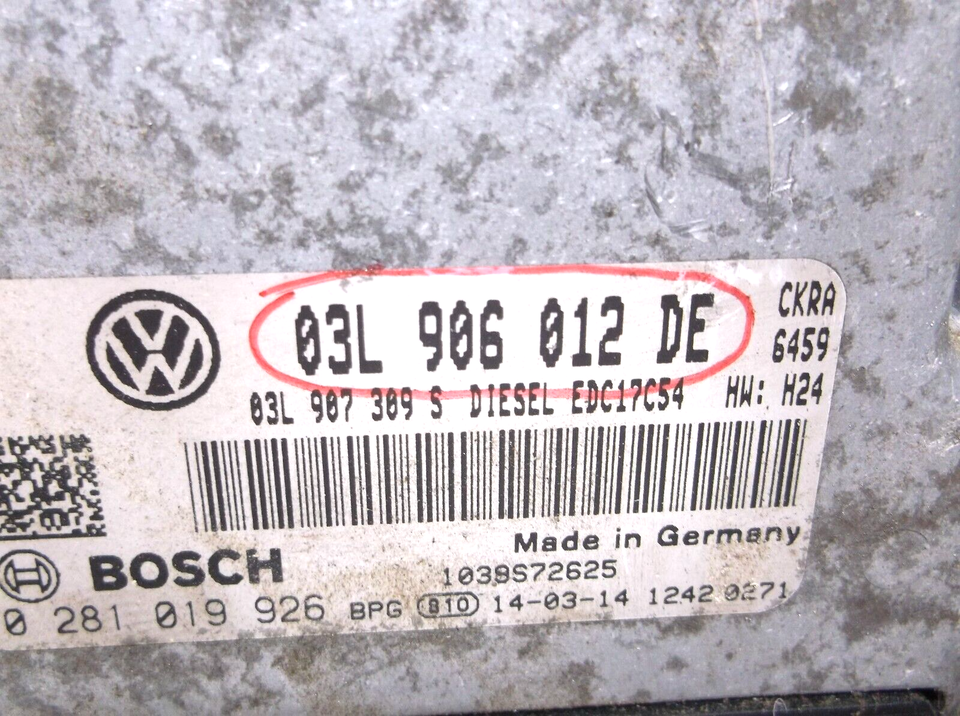 03L 906 012 DE
CKRA
6459
03L 907 309 S DIESEL EDC17C54 HW: H24
Made in Germany
BOSCH
1039S72625
0 281 019 926 BPG 810 14-03-14 1242 0271